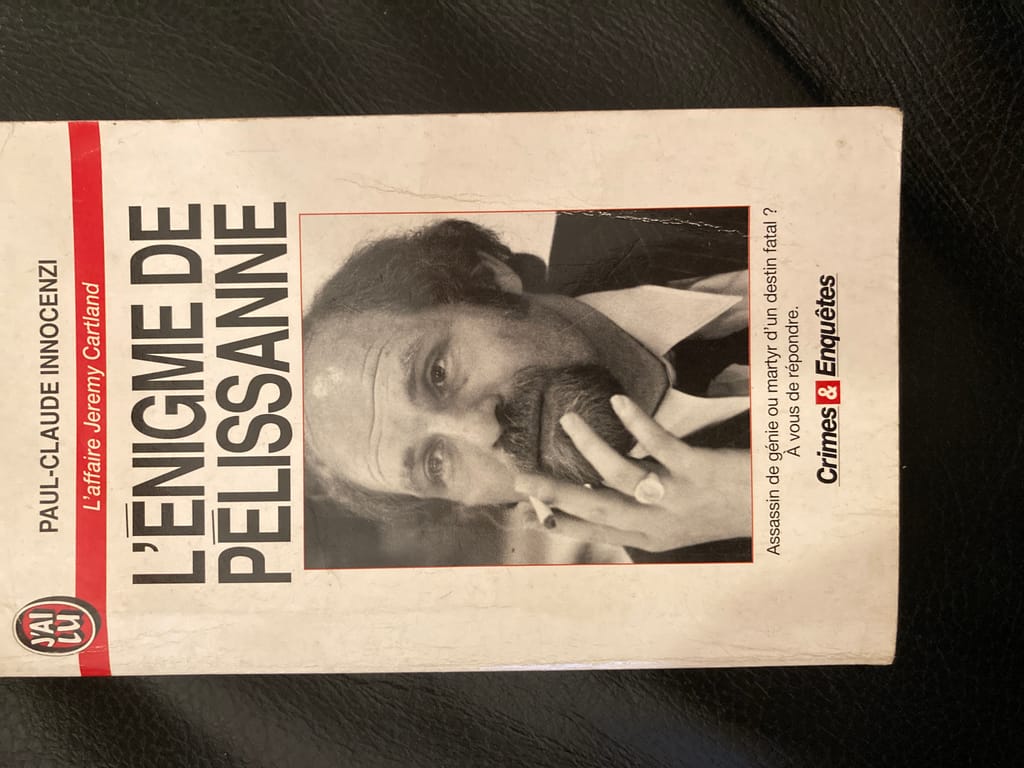 PAUL-CLAUDE INNOCENZI
J'AI
LU
L'affaire Jeremy Cartland
L'ÉNIGME DE
PÉLISSANNE
Assassin de génie ou martyr d'un destin fatal ?
À vous de répondre.
Crimes & Enquêtes